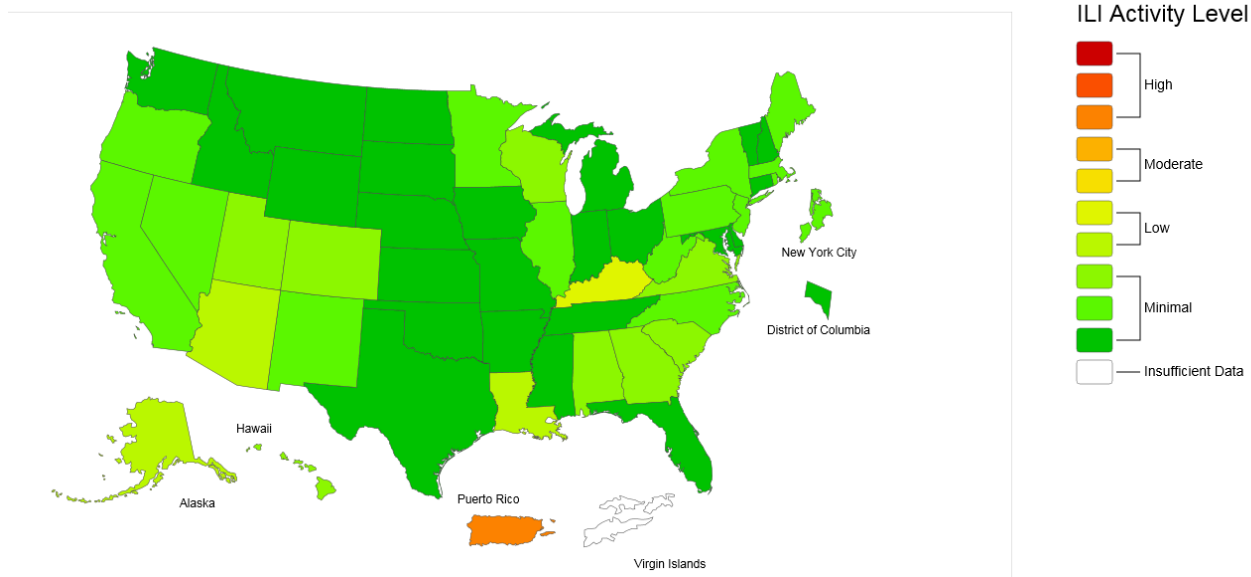 ILI Activity Level
High
Moderate
Low
Minimal
Insufficient Data
New York City
District of Columbia
Hawaii
Alaska
Puerto Rico
Virgin Islands